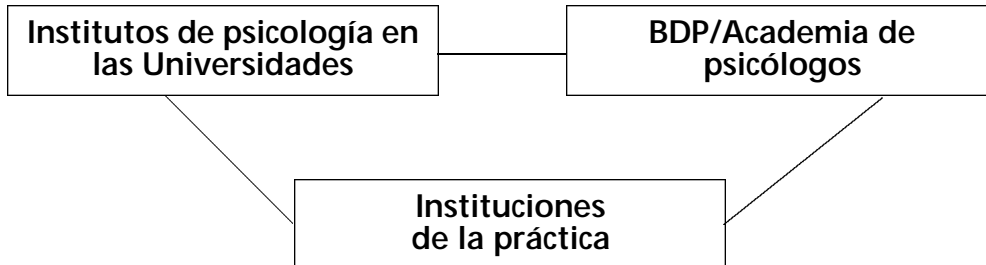 Institutos de psicología en
las Universidades
BDP/Academia de
psicólogos
Instituciones
de la práctica